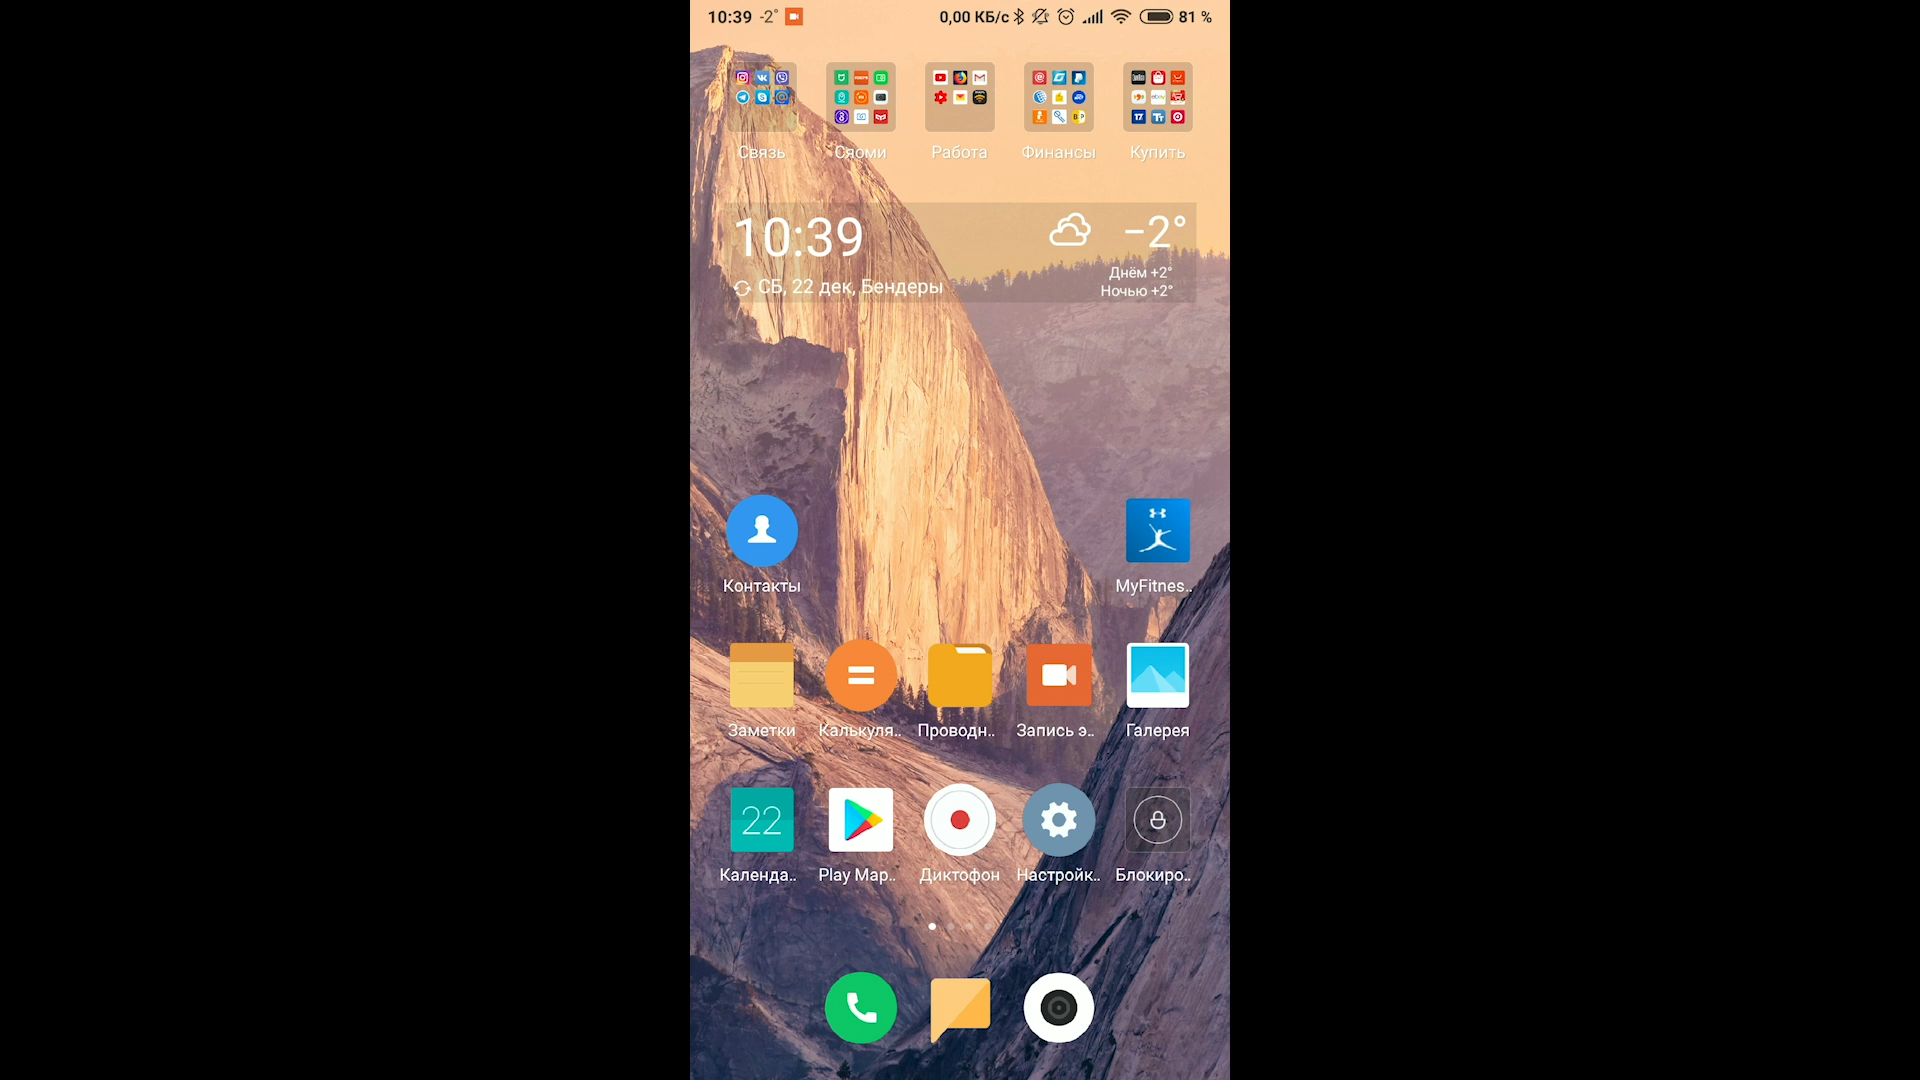 10:39 -2° 0,00 КБ/с 81 %
Связь Сяоми Работа Финансы Купить
10:39 −2°
Днём +2°
СБ, 22 дек, Бендеры
Ночью +2°
Контакты MyFitnes..
Заметки Калькуля.. Проводн.. Запись э.. Галерея
22
Календа.. Play Мар.. Диктофон Настройк.. Блокиро..